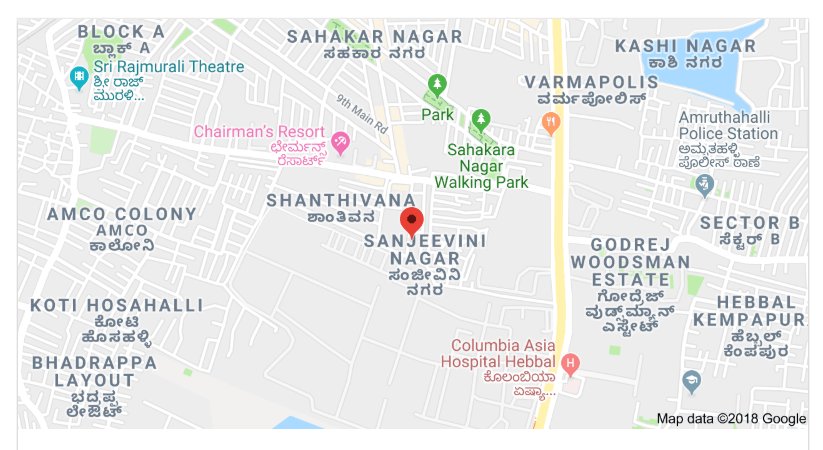 BLOCK A
ಬ್ಲಾಕ್ A
SAHAKAR NAGAR
ಸಹಕಾರ ನಗರ
KASHI NAGAR
ಕಾಶಿ ನಗರ
Sri Rajmurali Theatre
ಶ್ರೀ ರಾಜ್
ಮುರಳಿ...
VARMAPOLIS
ವರ್ಮಪೋಲಿಸ್
9th Main Rd
Park
Amruthahalli
Police Station
ಅಮೃತಹಳ್ಳಿ
ಪೊಲೀಸ್ ಠಾಣೆ
Chairman's Resort
ಛೇರ್ಮನ್ಸ್
ರೆಸಾರ್ಟ್
Sahakara
Nagar
Walking Park
SHANTHIVANA
ಶಾಂತಿವನ
AMCO COLONY
AMCO
ಕಾಲೋನಿ
SECTOR B
ಸೆಕ್ಟರ್ B
SANJEEVINI
NAGAR
ಸಂಜೀವಿನಿ
ನಗರ
GODREJ
WOODSMAN
ESTATE
ಗೋದ್ರೆಜ್
ವುಡ್ಸ್‌ಮ್ಯಾನ್
ಎಸ್ಟೇಟ್
KOTI HOSAHALLI
ಕೋಟಿ
ಹೊಸಹಳ್ಳಿ
HEBBAL
KEMPAPURA
ಹೆಬ್ಬಲ್
ಕೆಂಪಪುರ
Columbia Asia
Hospital Hebbal
ಕೊಲಂಬಿಯಾ
ಏಷ್ಯಾ...
BHADRAPPA
LAYOUT
ಭದ್ರಪ್ಪ
ಲೇಔಟ್
Map data ©2018 Google